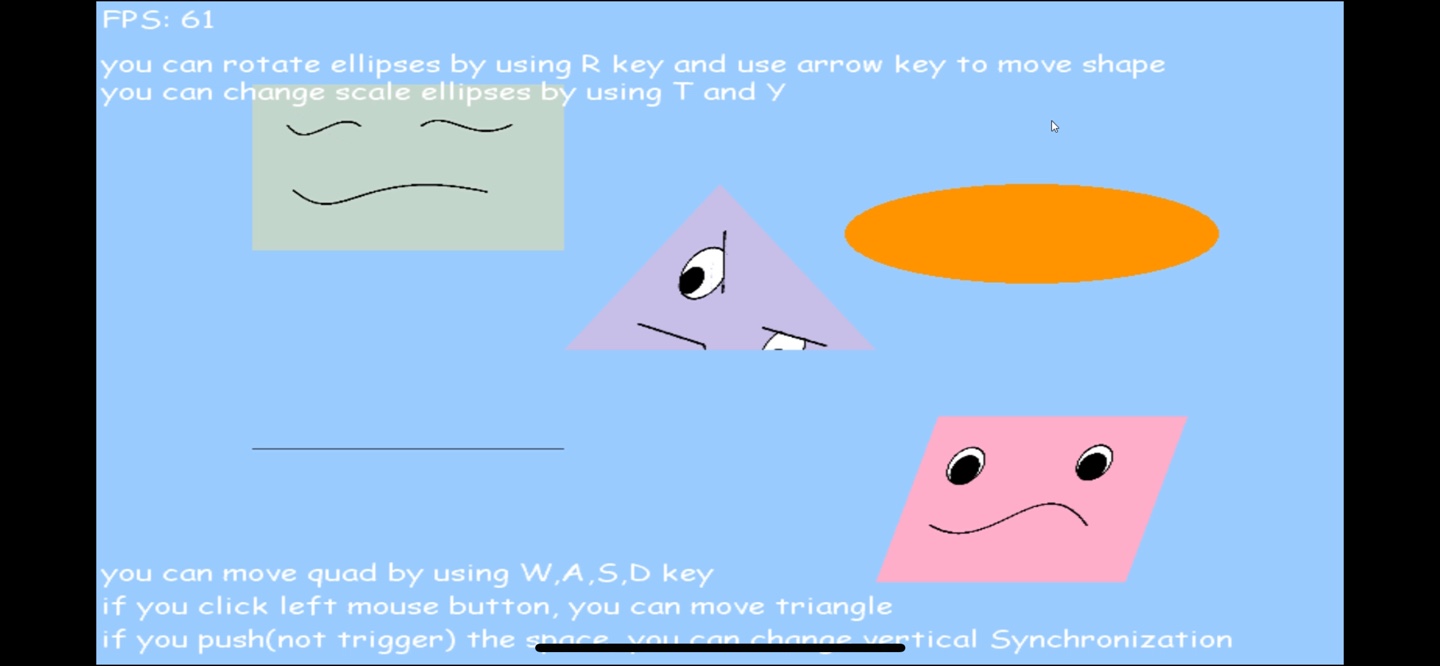 FPS: 61
you can rotate ellipses by using R key and use arrow key to move shape
you can change scale ellipses by using T and Y
you can move quad by using W,A,S,D key
if you click left mouse button, you can move triangle
if you push(not trigger) the space, you can change vertical Synchronization